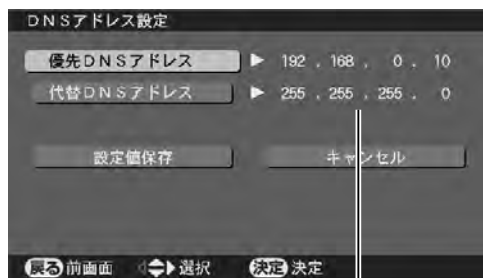 DNSアドレス設定
優先DNSアドレス ▶ 192 . 168 . 0 . 10
代替DNSアドレス ▶ 255 . 255 . 255 . 0
設定値保存 キャンセル
戻る 前画面 選択 決定 決定